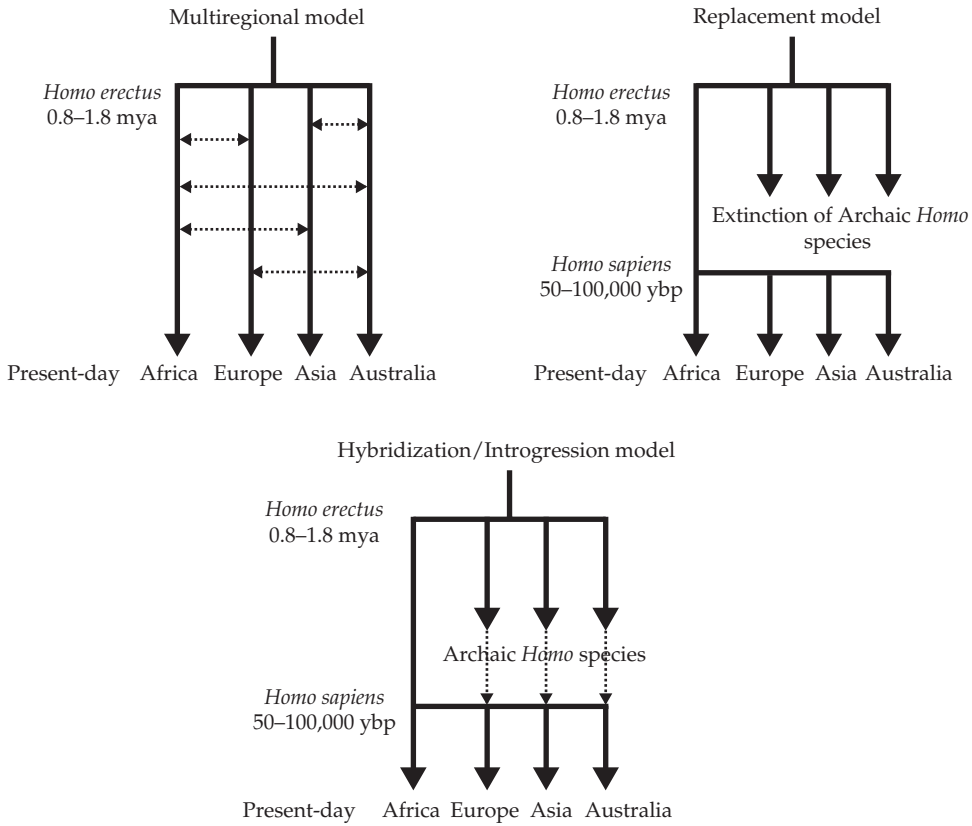 Multiregional model
Homo erectus
0.8–1.8 mya
Present-day Africa Europe Asia Australia
Replacement model
Homo erectus
0.8–1.8 mya
Extinction of Archaic Homo
species
Homo sapiens
50–100,000 ybp
Present-day Africa Europe Asia Australia
Hybridization/Introgression model
Homo erectus
0.8–1.8 mya
Archaic Homo species
Homo sapiens
50–100,000 ybp
Present-day Africa Europe Asia Australia